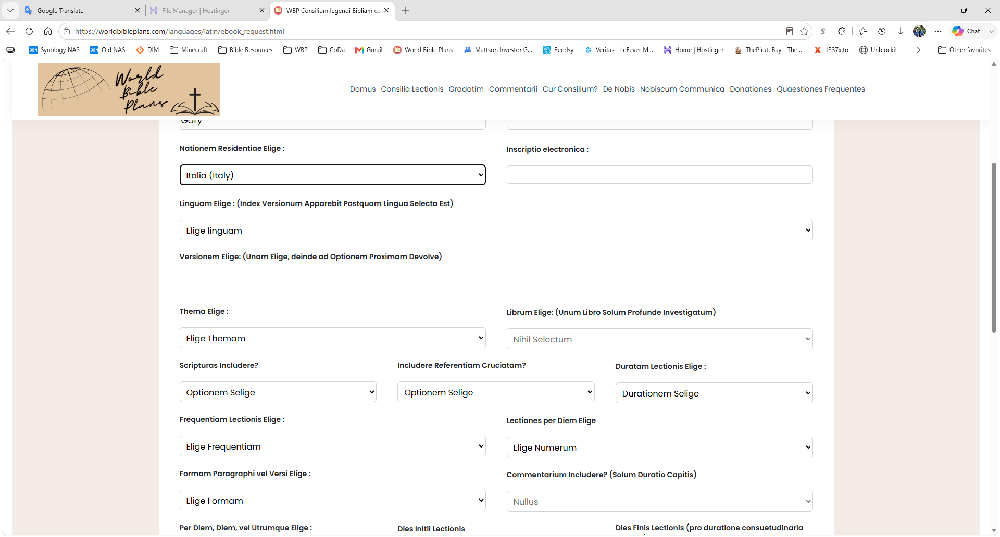 Google Translate
File Manager | Hostinger
WBP Consilium legendi Bibliam co
https://worldbibleplans.com/languages/latin/ebook_request.html
Chat
Synology NAS
Old NAS
DIM
Minecraft
Bible Resources
WBP
CoDa
Gmail
World Bible Plans
Mattson Investor G...
Reedsy
Veritas - LeFever M...
Home | Hostinger
ThePirateBay - The...
1337x.to
Unblockit
Other favorites
World
Bible
Plans
Domus Consilia Lectionis Gradatim Commentarii Cur Consilium? De Nobis Nobiscum Communica Donationes Quaestiones Frequentes
Gary
Nationem Residentiae Elige :
Inscriptio electronica :
Italia (Italy)
Linguam Elige : (Index Versionum Apparebit Postquam Lingua Selecta Est)
Elige linguam
Versionem Elige: (Unam Elige, deinde ad Optionem Proximam Devolve)
Thema Elige :
Librum Elige: (Unum Libro Solum Profunde Investigatum)
Elige Themam
Nihil Selectum
Scripturas Includere?
Includere Referentiam Cruciatam?
Duratam Lectionis Elige :
Optionem Selige
Optionem Selige
Durationem Selige
Frequentiam Lectionis Elige :
Lectiones per Diem Elige
Elige Frequentiam
Elige Numerum
Formam Paragraphi vel Versi Elige :
Commentarium Includere? (Solum Duratio Capitis)
Elige Formam
Nullus
Per Diem, Diem, vel Utrumque Elige :
Dies Initii Lectionis
Dies Finis Lectionis (pro duratione consuetudinaria